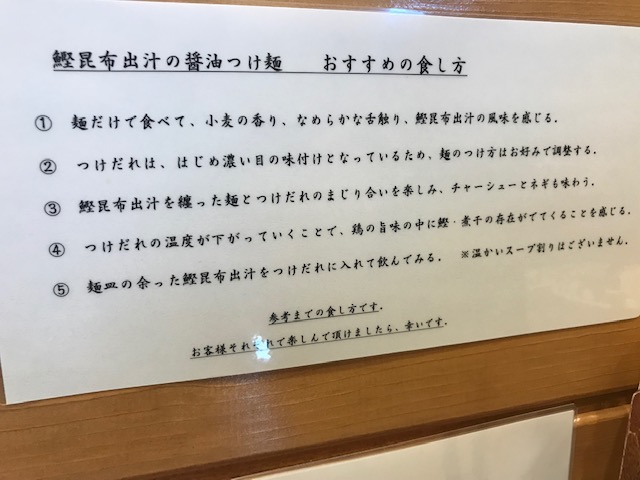 鰹昆布出汁の醤油つけ麺　おすすめの食し方
① 麺だけで食べて、小麦の香り、なめらかな舌触り、鰹昆布出汁の風味を感じる．
② つけだれは、はじめ濃い目の味付けとなっているため、麺のつけ方はお好みで調整する．
③ 鰹昆布出汁を纏った麺とつけだれのまじり合いを楽しみ、チャーシューとネギも味わう．
④ つけだれの温度が下がっていくことで、鶏の旨味の中に鰹・煮干の存在がでてくることを感じる．
⑤ 麺皿の余った鰹昆布出汁をつけだれに入れて飲んでみる．　※温かいスープ割りはございません．
参考までの食し方です．
お客様それぞれで楽しんで頂けましたら、幸いです．